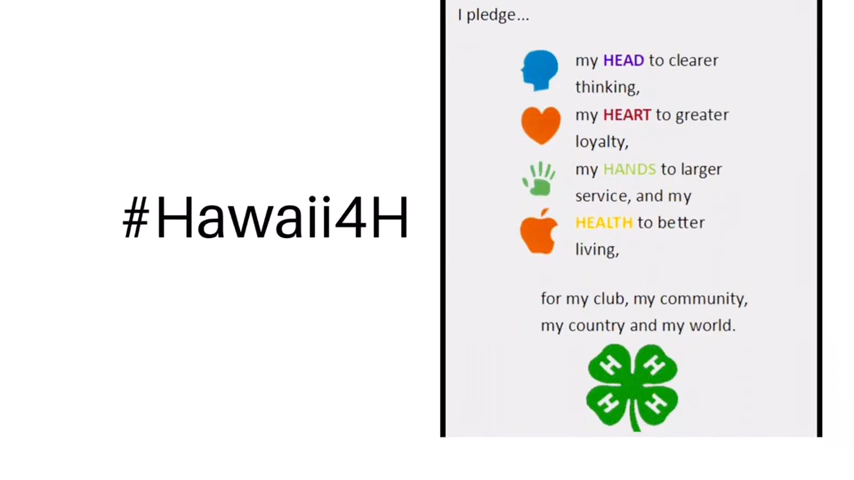 I pledge...
my HEAD to clearer
thinking,
my HEART to greater
loyalty,
my HANDS to larger
service, and my
HEALTH to better
living,
for my club, my community,
my country and my world.
H H
H H
#Hawaii4H